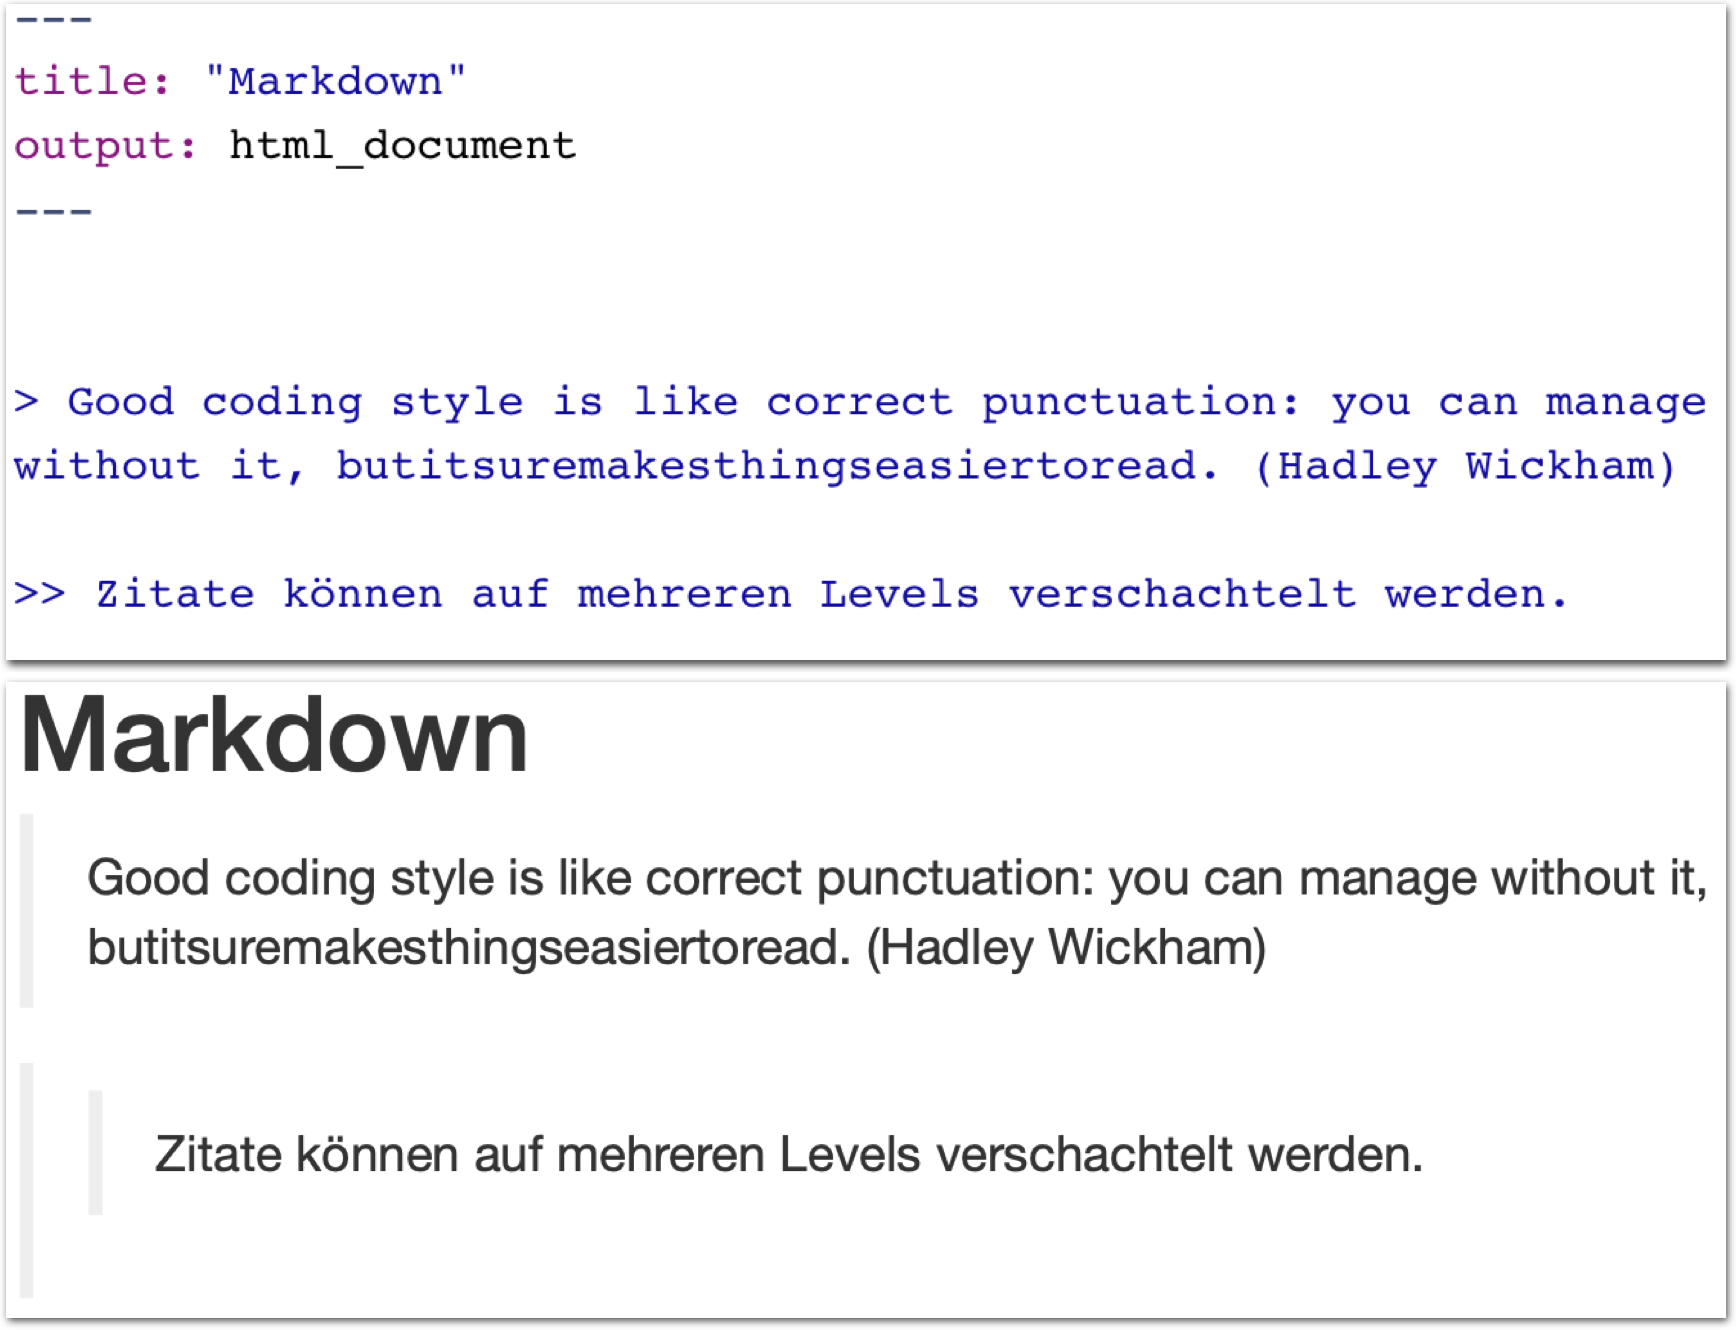 ---
title: "Markdown"
output: html_document
---
> Good coding style is like correct punctuation: you can manage
without it, butitsuremakesthingseasiertoread. (Hadley Wickham)
>> Zitate können auf mehreren Levels verschachtelt werden.
Markdown
Good coding style is like correct punctuation: you can manage without it,
butitsuremakesthingseasiertoread. (Hadley Wickham)
Zitate können auf mehreren Levels verschachtelt werden.